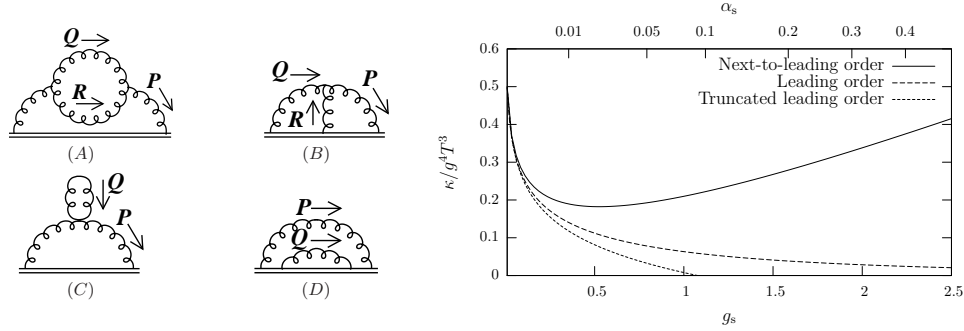 Q
R
P
(A)
Q
R
P
(B)
Q
P
(C)
P
Q
(D)
α_s
0.01 0.05 0.1 0.2 0.3 0.4
Next-to-leading order
Leading order
Truncated leading order
κ/g⁴T³
0.6
0.5
0.4
0.3
0.2
0.1
0
0.5 1 1.5 2 2.5
g_s